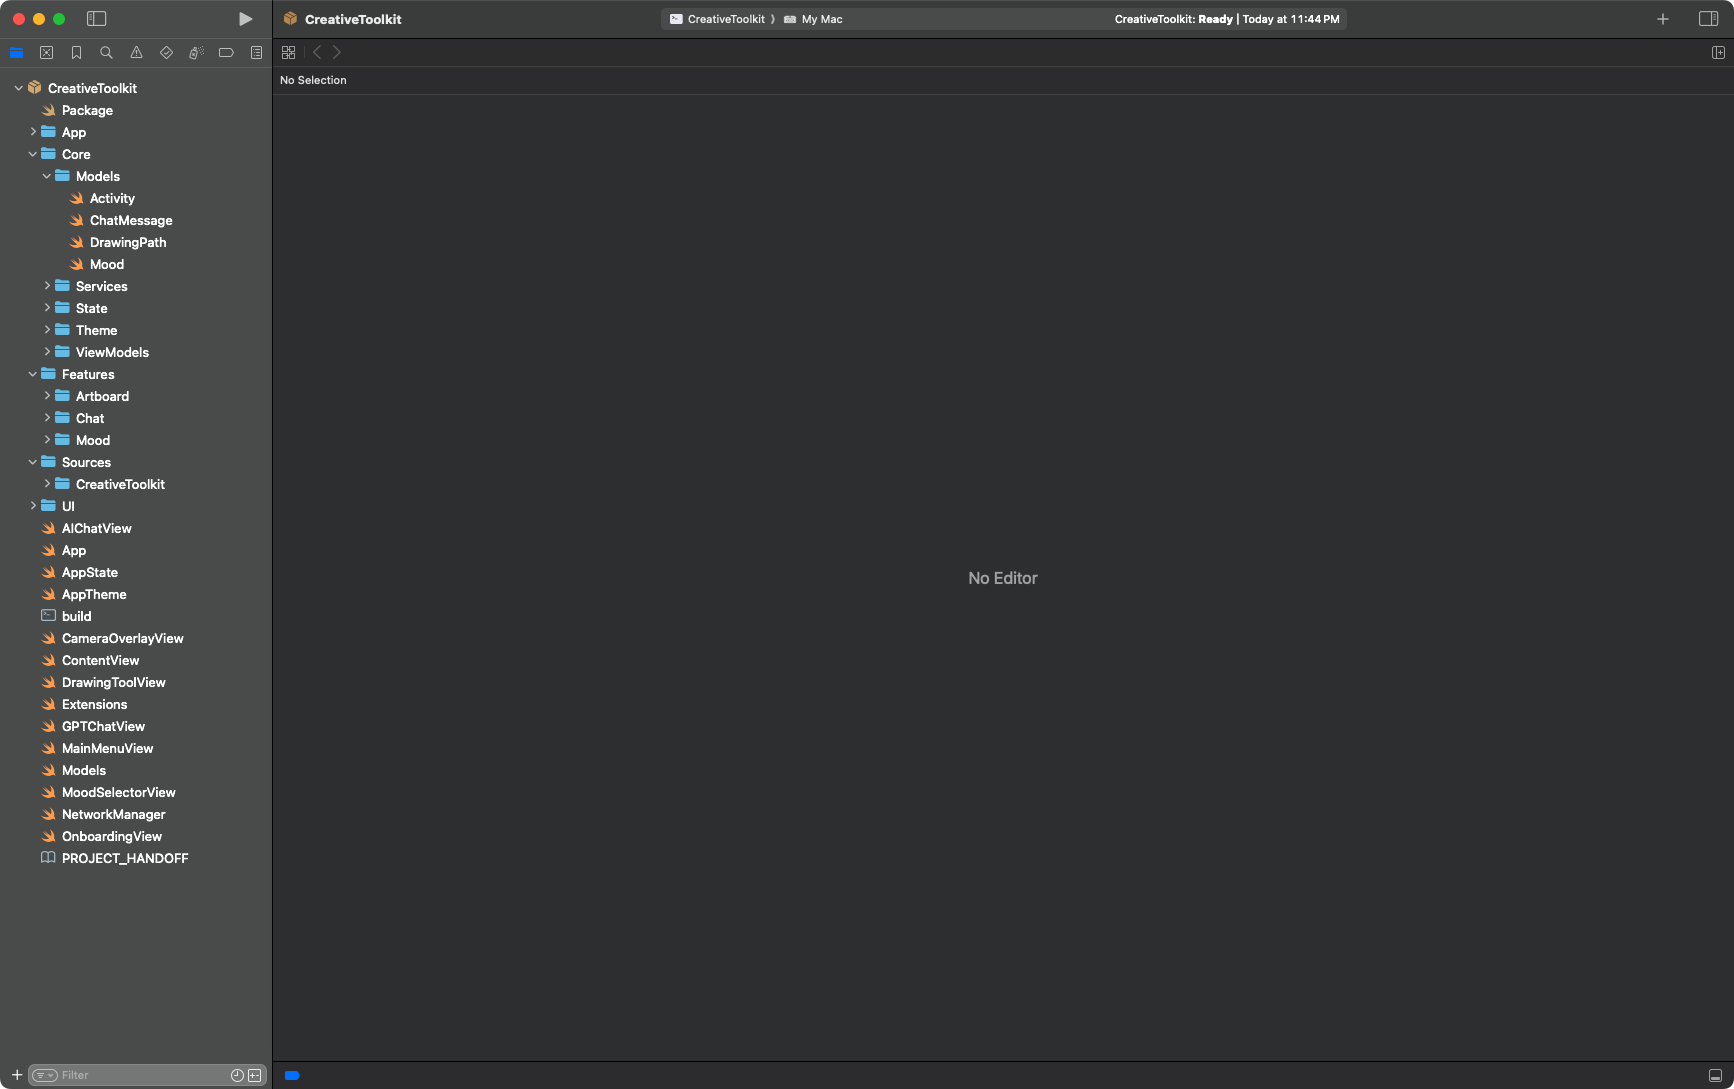 CreativeToolkit
CreativeToolkit ⟩ My Mac
CreativeToolkit: Ready | Today at 11:44 PM
No Selection
CreativeToolkit
Package
App
Core
Models
Activity
ChatMessage
DrawingPath
Mood
Services
State
Theme
ViewModels
Features
Artboard
Chat
Mood
Sources
CreativeToolkit
UI
AIChatView
App
AppState
AppTheme
build
CameraOverlayView
ContentView
DrawingToolView
Extensions
GPTChatView
MainMenuView
Models
MoodSelectorView
NetworkManager
OnboardingView
PROJECT_HANDOFF
No Editor
Filter